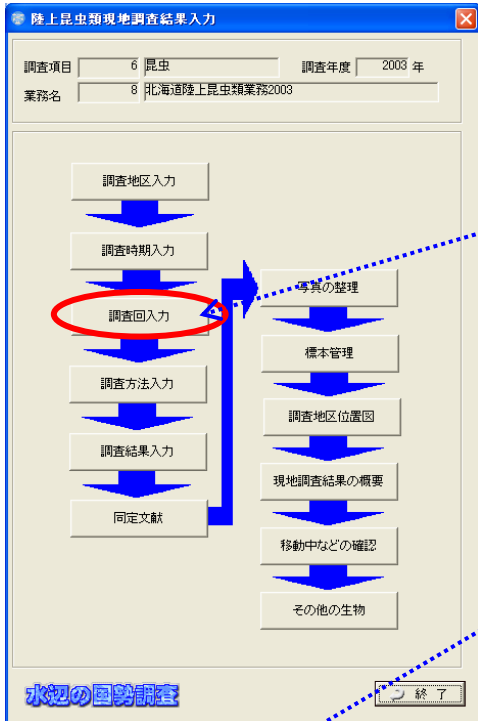 陸上昆虫類現地調査結果入力
調査項目 6 昆虫 調査年度 2003 年
業務名 8 北海道陸上昆虫類業務2003
調査地区入力
調査時期入力
調査回入力
調査方法入力
調査結果入力
同定文献
写真の整理
標本管理
調査地区位置図
現地調査結果の概要
移動中などの確認
その他の生物
水辺の国勢調査
終 了